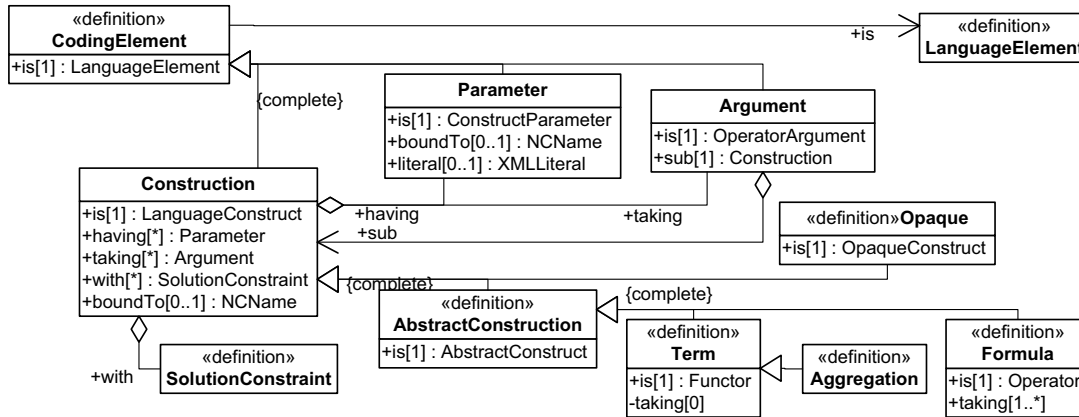 «definition»
CodingElement
+is[1] : LanguageElement
+is
«definition»
LanguageElement
{complete}
Parameter
+is[1] : ConstructParameter
+boundTo[0..1] : NCName
+literal[0..1] : XMLLiteral
Argument
+is[1] : OperatorArgument
+sub[1] : Construction
Construction
+is[1] : LanguageConstruct
+having[*] : Parameter
+taking[*] : Argument
+with[*] : SolutionConstraint
+boundTo[0..1] : NCName
+having
+taking
+sub
«definition»Opaque
+is[1] : OpaqueConstruct
{complete}
«definition»
AbstractConstruction
+is[1] : AbstractConstruct
{complete}
+with
«definition»
SolutionConstraint
«definition»
Term
+is[1] : Functor
-taking[0]
«definition»
Aggregation
«definition»
Formula
+is[1] : Operator
+taking[1..*]